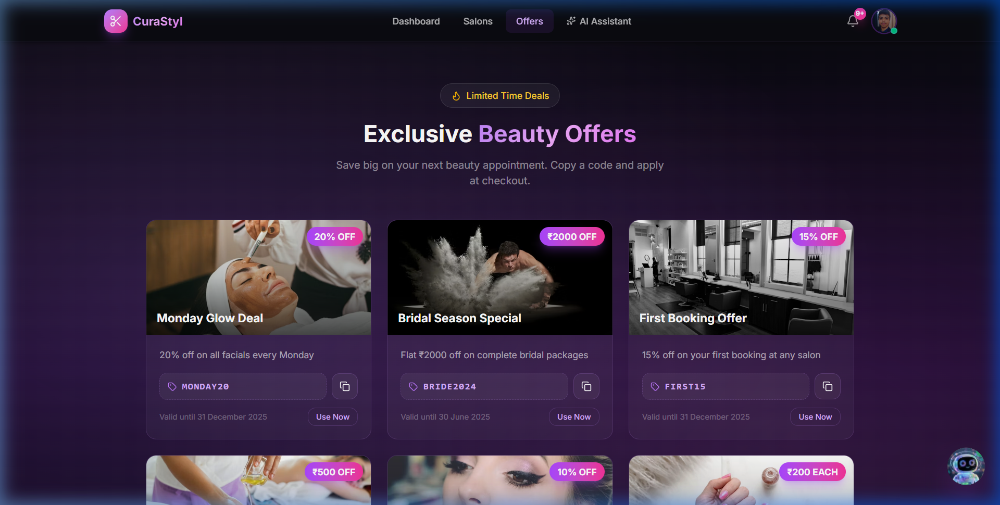 CuraStyl
Dashboard
Salons
Offers
AI Assistant
9+
Limited Time Deals
Exclusive Beauty Offers
Save big on your next beauty appointment. Copy a code and apply
at checkout.
20% OFF
Monday Glow Deal
20% off on all facials every Monday
MONDAY20
Valid until 31 December 2025
Use Now
₹2000 OFF
Bridal Season Special
Flat ₹2000 off on complete bridal packages
BRIDE2024
Valid until 30 June 2025
Use Now
15% OFF
First Booking Offer
15% off on your first booking at any salon
FIRST15
Valid until 31 December 2025
Use Now
₹500 OFF
10% OFF
₹200 EACH